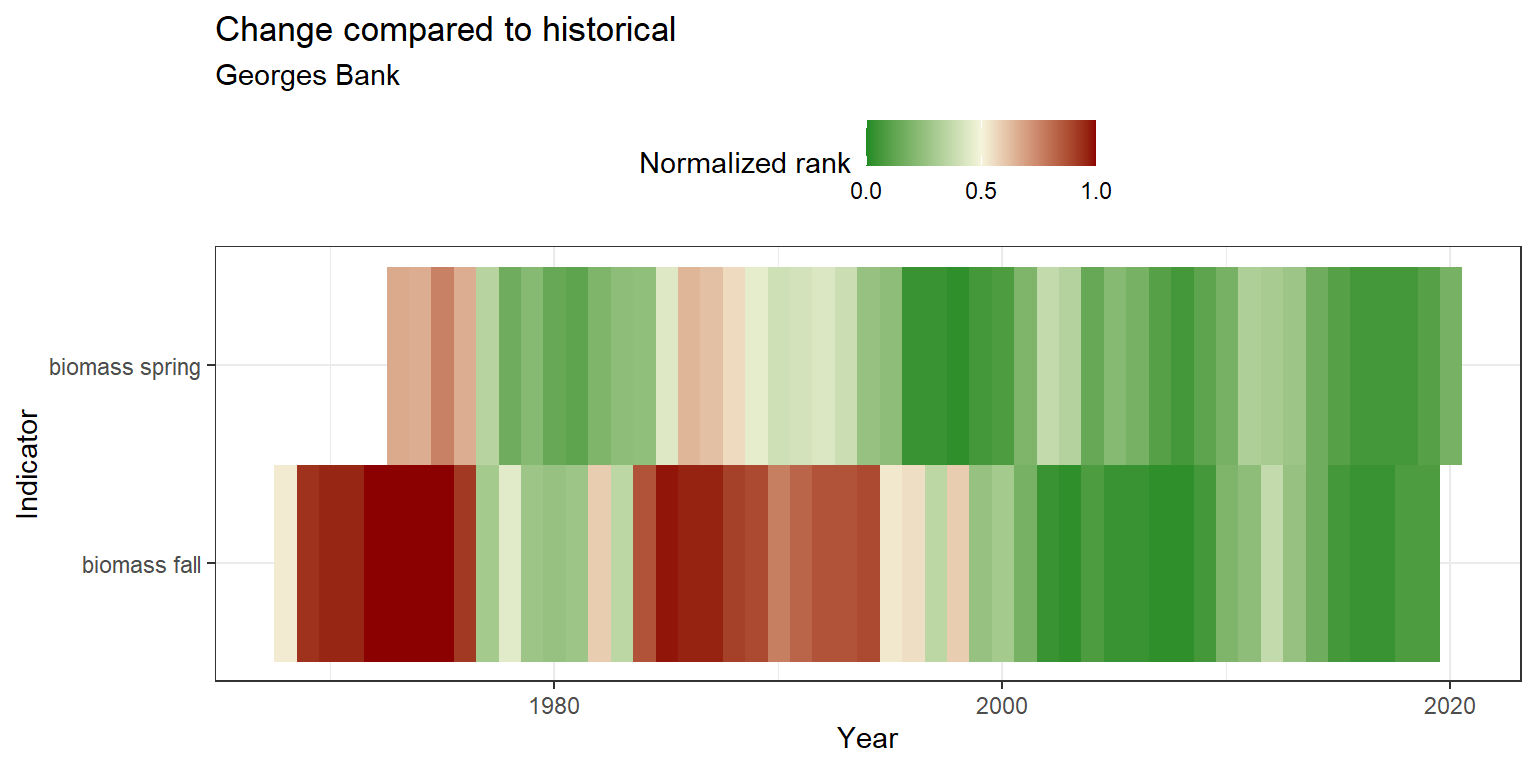 Change compared to historical
Georges Bank
Normalized rank
0.0 0.5 1.0
biomass spring
biomass fall
Indicator
1980 2000 2020
Year